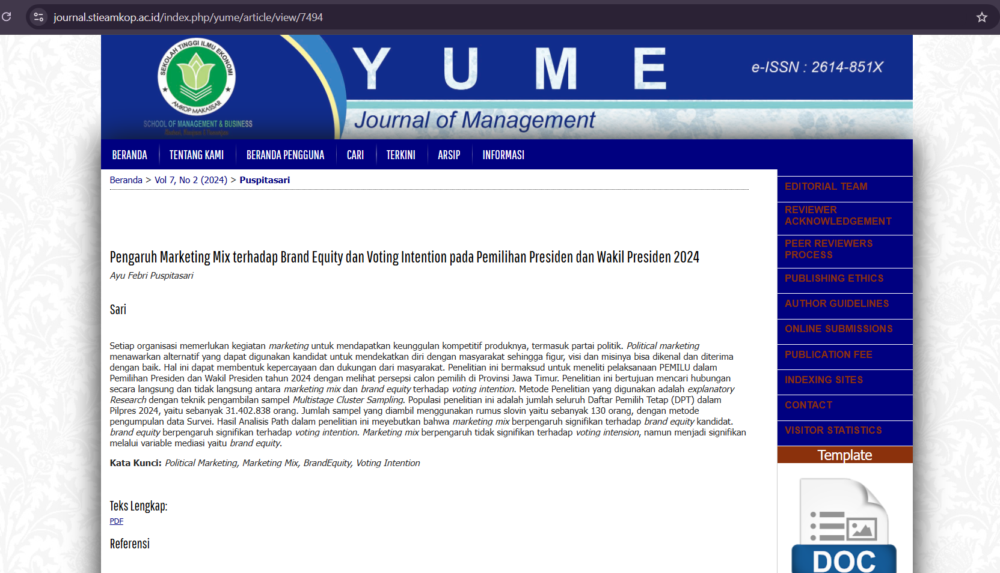 journal.stieamkop.ac.id/index.php/yume/article/view/7494
SEKOLAH TINGGI ILMU EKONOMI
AMKOP MAKASSAR
SCHOOL OF MANAGEMENT & BUSINESS
Y U M E
e-ISSN : 2614-851X
Journal of Management
BERANDA
TENTANG KAMI
BERANDA PENGGUNA
CARI
TERKINI
ARSIP
INFORMASI
Beranda > Vol 7, No 2 (2024) > Puspitasari
Pengaruh Marketing Mix terhadap Brand Equity dan Voting Intention pada Pemilihan Presiden dan Wakil Presiden 2024
Ayu Febri Puspitasari
Sari
Setiap organisasi memerlukan kegiatan marketing untuk mendapatkan keunggulan kompetitif produknya, termasuk partai politik. Political marketing
menawarkan alternatif yang dapat digunakan kandidat untuk mendekatkan diri dengan masyarakat sehingga figur, visi dan misinya bisa dikenal dan diterima
dengan baik. Hal ini dapat membentuk kepercayaan dan dukungan dari masyarakat. Penelitian ini bermaksud untuk meneliti pelaksanaan PEMILU dalam
Pemilihan Presiden dan Wakil Presiden tahun 2024 dengan melihat persepsi calon pemilih di Provinsi Jawa Timur. Penelitian ini bertujuan mencari hubungan
secara langsung dan tidak langsung antara marketing mix dan brand equity terhadap voting intention. Metode Penelitian yang digunakan adalah explanatory
Research dengan teknik pengambilan sampel Multistage Cluster Sampling. Populasi penelitian ini adalah jumlah seluruh Daftar Pemilih Tetap (DPT) dalam
Pilpres 2024, yaitu sebanyak 31.402.838 orang. Jumlah sampel yang diambil menggunakan rumus slovin yaitu sebanyak 130 orang, dengan metode
pengumpulan data Survei. Hasil Analisis Path dalam penelitian ini meyebutkan bahwa marketing mix berpengaruh signifikan terhadap brand equity kandidat.
brand equity berpengaruh signifikan terhadap voting intention. Marketing mix berpengaruh tidak signifikan terhadap voting intension, namun menjadi signifikan
melalui variable mediasi yaitu brand equity.
Kata Kunci: Political Marketing, Marketing Mix, BrandEquity, Voting Intention
Teks Lengkap:
PDF
Referensi
EDITORIAL TEAM
REVIEWER
ACKNOWLEDGEMENT
PEER REVIEWERS
PROCESS
PUBLISHING ETHICS
AUTHOR GUIDELINES
ONLINE SUBMISSIONS
PUBLICATION FEE
INDEXING SITES
CONTACT
VISITOR STATISTICS
Template
DOC